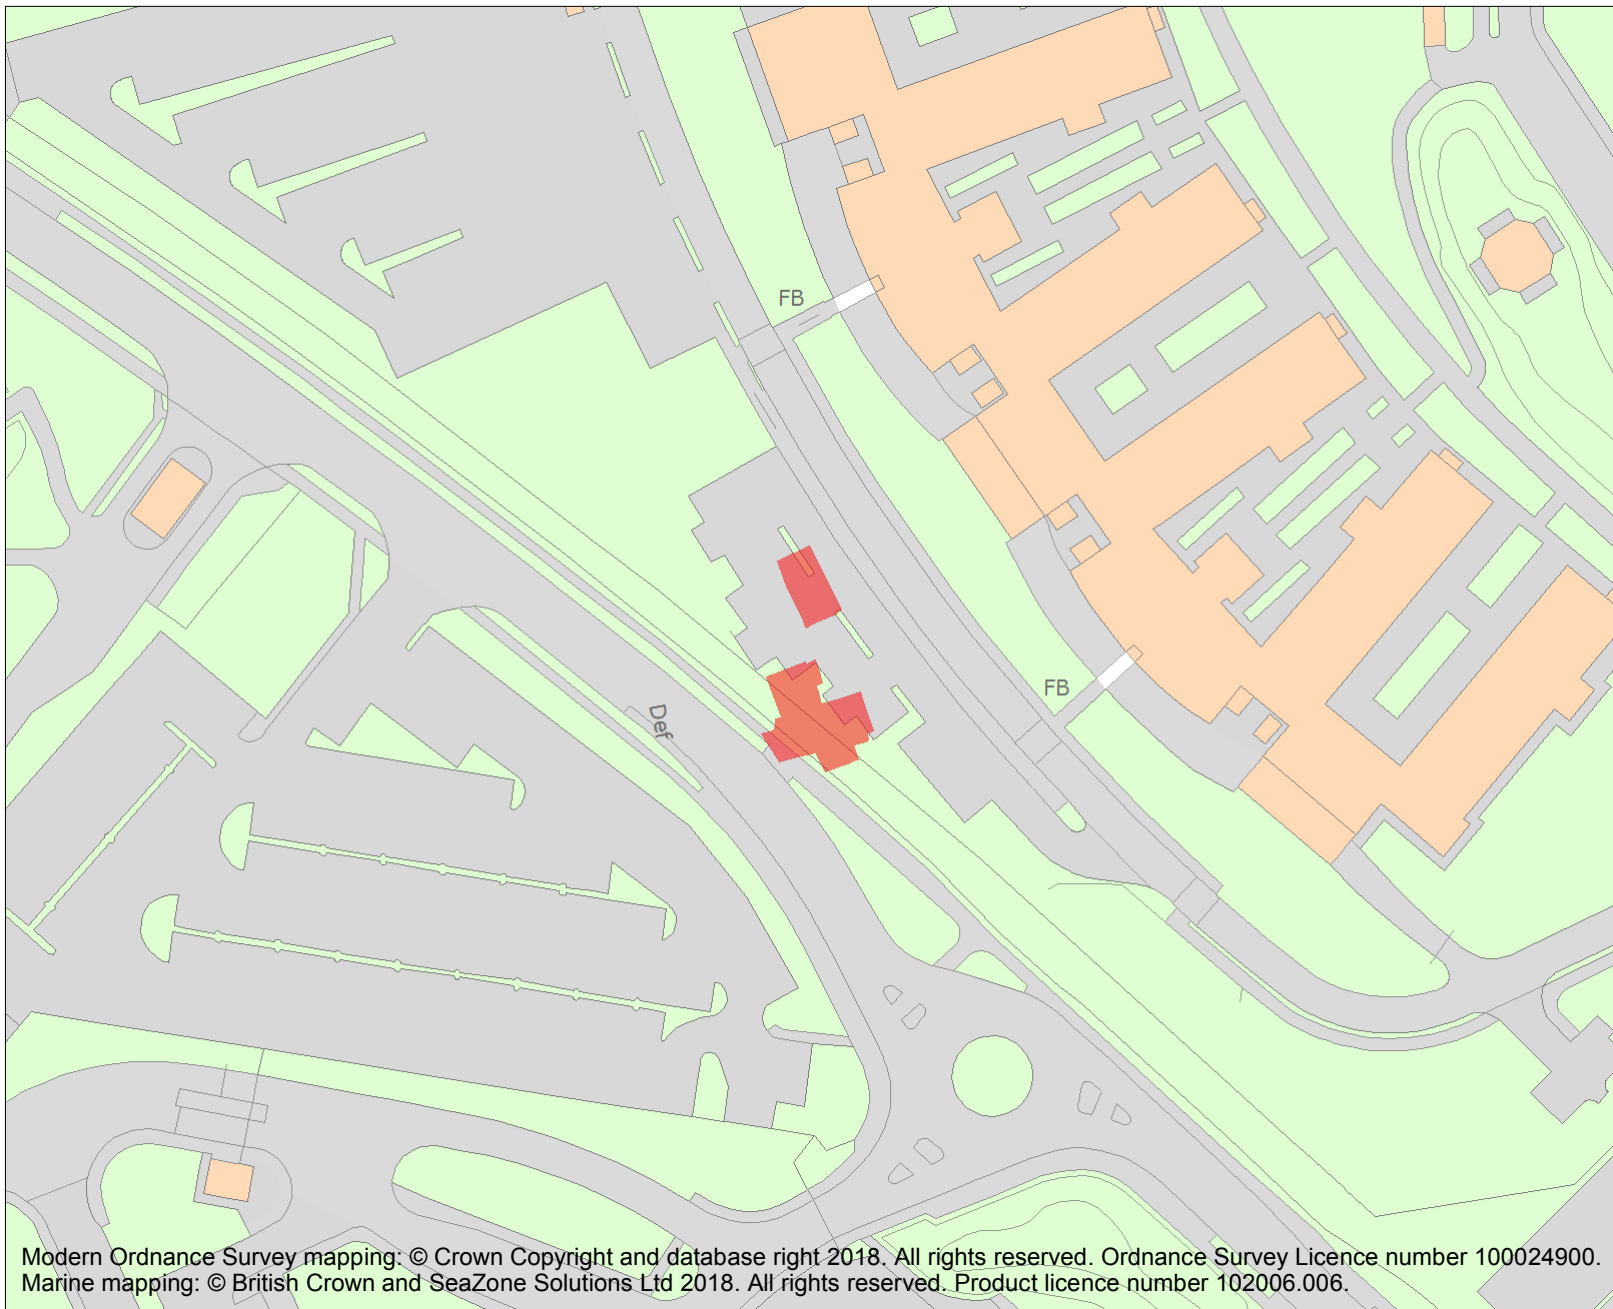 FB
FB
Def
Modern Ordnance Survey mapping: © Crown Copyright and database right 2018. All rights reserved. Ordnance Survey Licence number 100024900.
Marine mapping: © British Crown and SeaZone Solutions Ltd 2018. All rights reserved. Product licence number 102006.006.